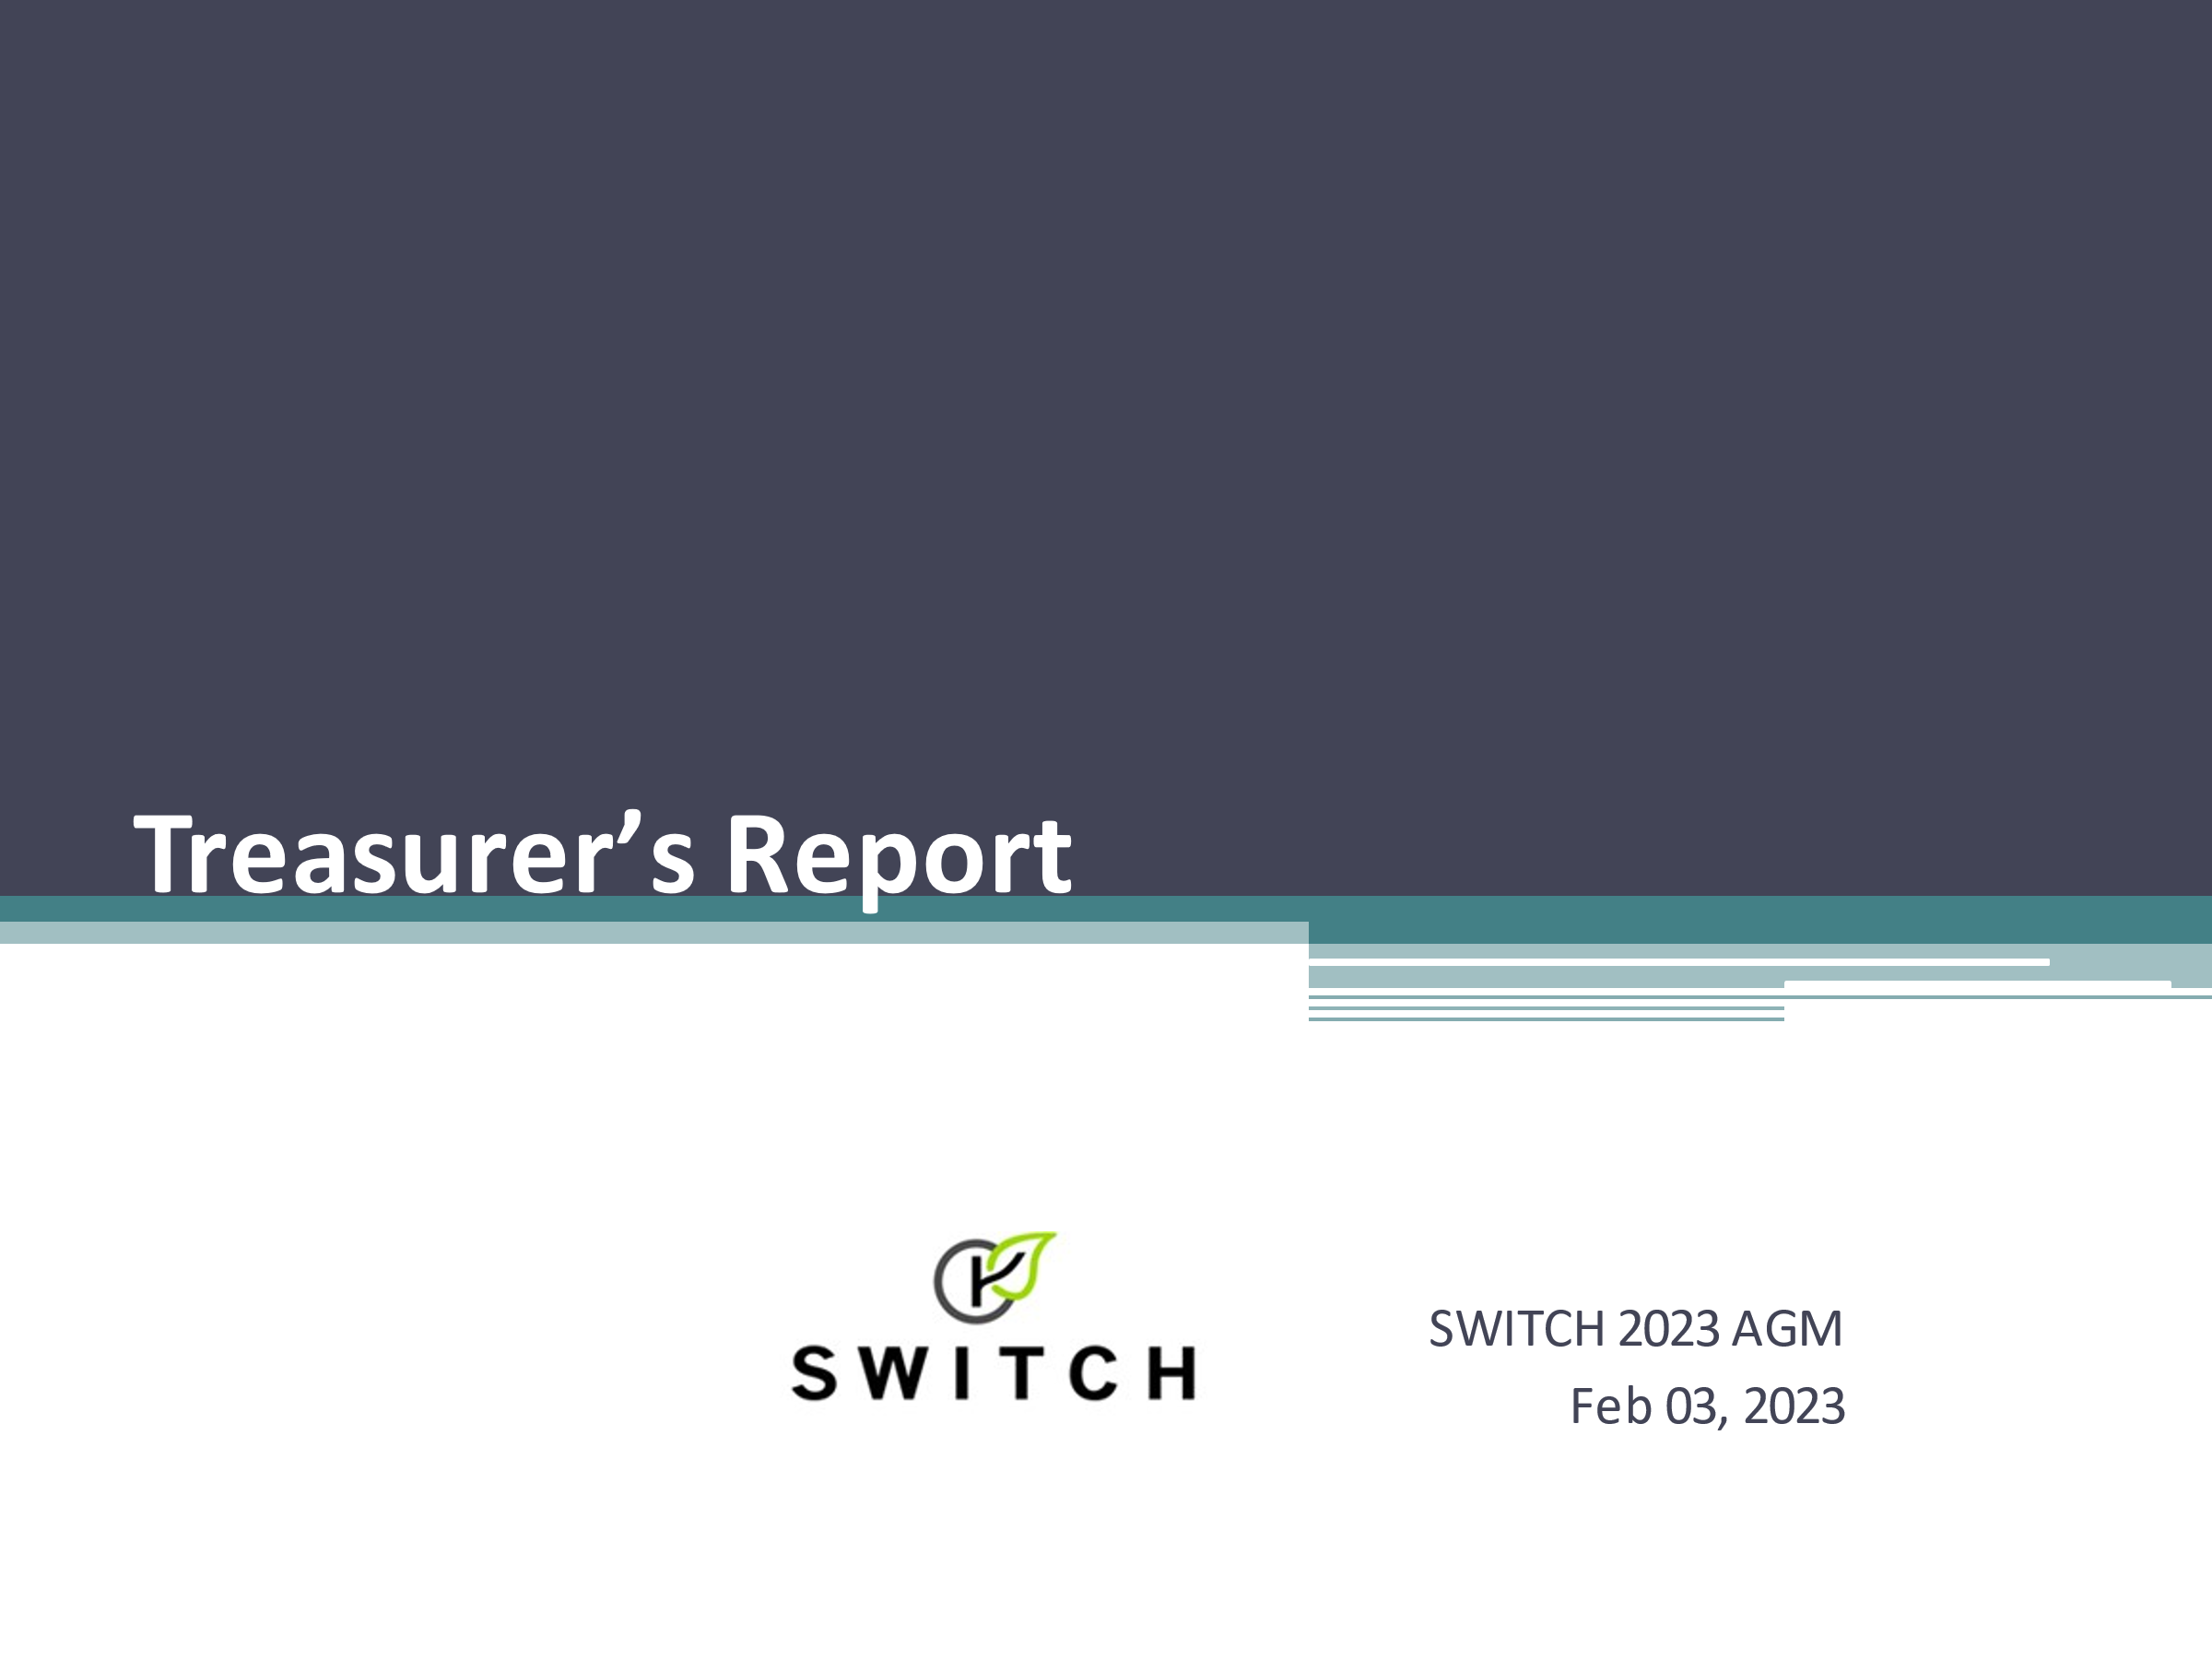 Treasurer’s Report
SWITCH
SWITCH 2023 AGM
Feb 03, 2023